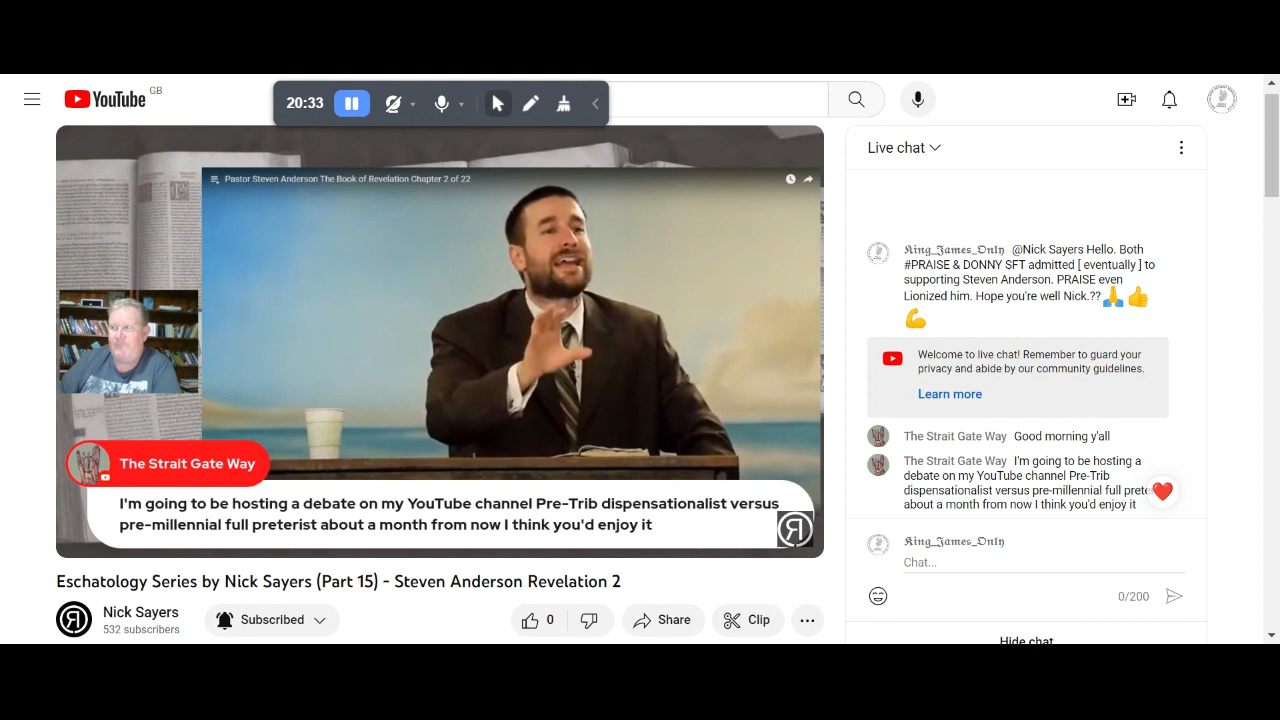 YouTube GB
20:33
Pastor Steven Anderson The Book of Revelation Chapter 2 of 22
The Strait Gate Way
I'm going to be hosting a debate on my YouTube channel Pre-Trib dispensationalist versus
pre-millennial full preterist about a month from now I think you'd enjoy it
Eschatology Series by Nick Sayers (Part 15) - Steven Anderson Revelation 2
Nick Sayers
532 subscribers
Subscribed
0
Share
Clip
Live chat
𝕶𝖎𝖓𝖌_𝕵𝖆𝖒𝖊𝖘_𝕺𝖓𝖑𝖞 @Nick Sayers Hello. Both
#PRAISE & DONNY SFT admitted [ eventually ] to
supporting Steven Anderson. PRAISE even
Lionized him. Hope you're well Nick.?? 🙏👍
💪
Welcome to live chat! Remember to guard your
privacy and abide by our community guidelines.
Learn more
The Strait Gate Way Good morning y'all
The Strait Gate Way I'm going to be hosting a
debate on my YouTube channel Pre-Trib
dispensationalist versus pre-millennial full prete
about a month from now I think you'd enjoy it
𝕶𝖎𝖓𝖌_𝕵𝖆𝖒𝖊𝖘_𝕺𝖓𝖑𝖞
Chat...
0/200
Hide chat